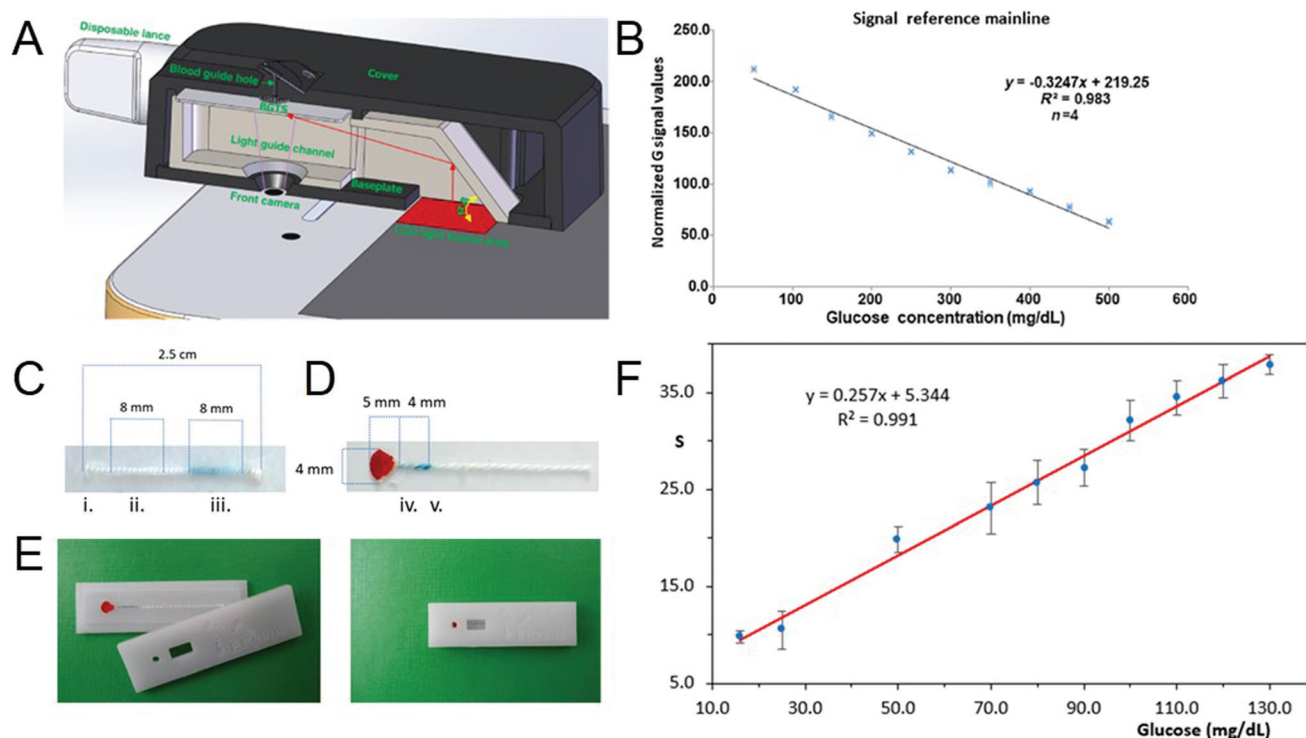 A
Disposable lance
Blood guide hole
Cover
BGTS
Light guide channel
Baseplate
Front camera
B
Signal reference mainline
250.0
200.0
150.0
100.0
50.0
0.0
Normalized G signal values
y = -0.3247x + 219.25
R² = 0.983
n=4
0
100
200
300
400
500
600
Glucose concentration (mg/dL)
C
2.5 cm
8 mm
8 mm
i.
ii.
iii.
D
5 mm
4 mm
4 mm
iv.
v.
E
F
y = 0.257x + 5.344
R² = 0.991
35.0
S
25.0
15.0
5.0
10.0
30.0
50.0
70.0
90.0
110.0
130.0
Glucose (mg/dL)